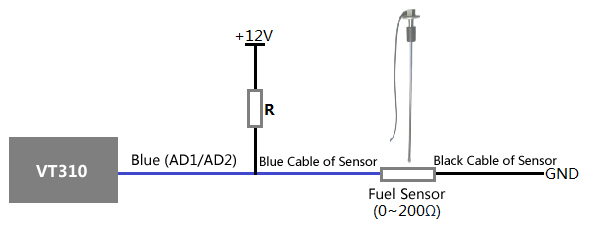 +12V
R
VT310
Blue (AD1/AD2)
Blue Cable of Sensor
Black Cable of Sensor
GND
Fuel Sensor
(0~200Ω)